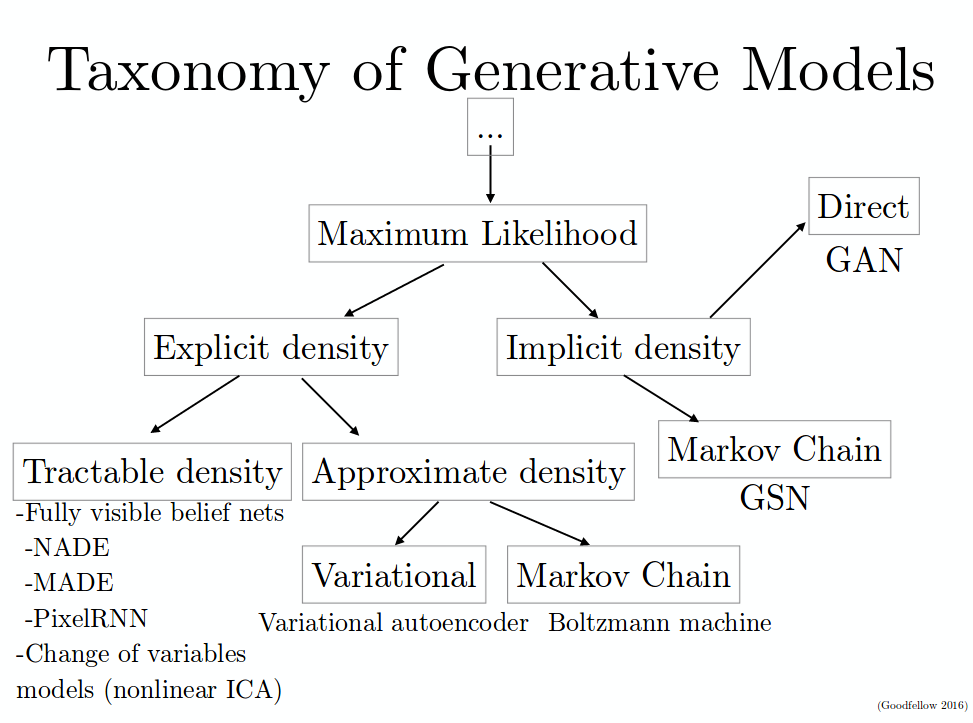 Taxonomy of Generative Models
...
Maximum Likelihood
Direct
GAN
Explicit density
Implicit density
Tractable density
-Fully visible belief nets
-NADE
-MADE
-PixelRNN
-Change of variables
models (nonlinear ICA)
Approximate density
Markov Chain
GSN
Variational
Variational autoencoder
Markov Chain
Boltzmann machine
(Goodfellow 2016)